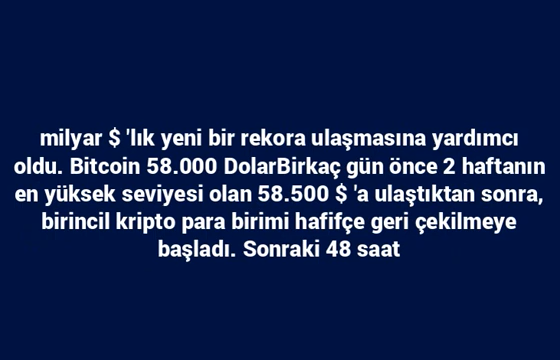 milyar $ 'lık yeni bir rekora ulaşmasına yardımcı
oldu. Bitcoin 58.000 DolarBirkaç gün önce 2 haftanın
en yüksek seviyesi olan 58.500 $ 'a ulaştıktan sonra,
birincil kripto para birimi hafifçe geri çekilmeye
başladı. Sonraki 48 saat